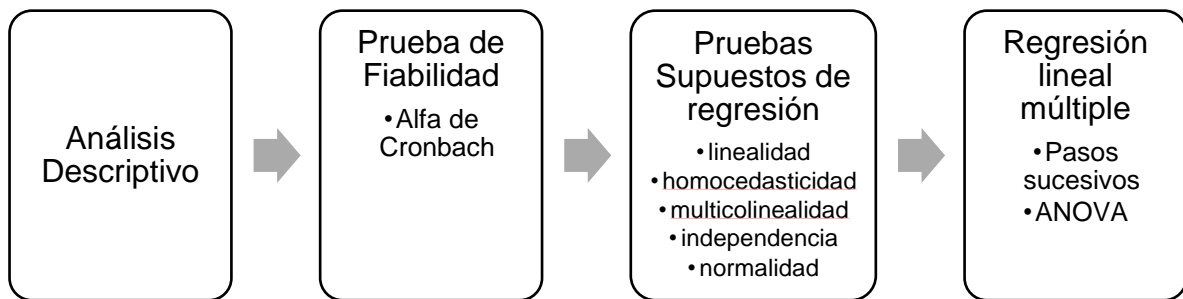 Análisis
Descriptivo
Prueba de
Fiabilidad
•Alfa de
Cronbach
Pruebas
Supuestos de
regresión
•linealidad
•homocedasticidad
•multicolinealidad
•independencia
•normalidad
Regresión
lineal
múltiple
•Pasos
sucesivos
•ANOVA